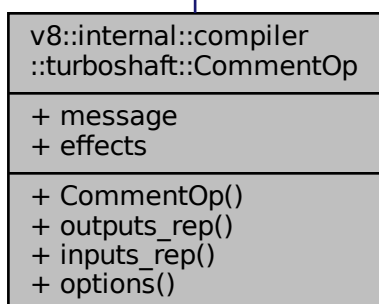 v8::internal::compiler
::turboshaft::CommentOp
+ message
+ effects
+ CommentOp()
+ outputs_rep()
+ inputs_rep()
+ options()